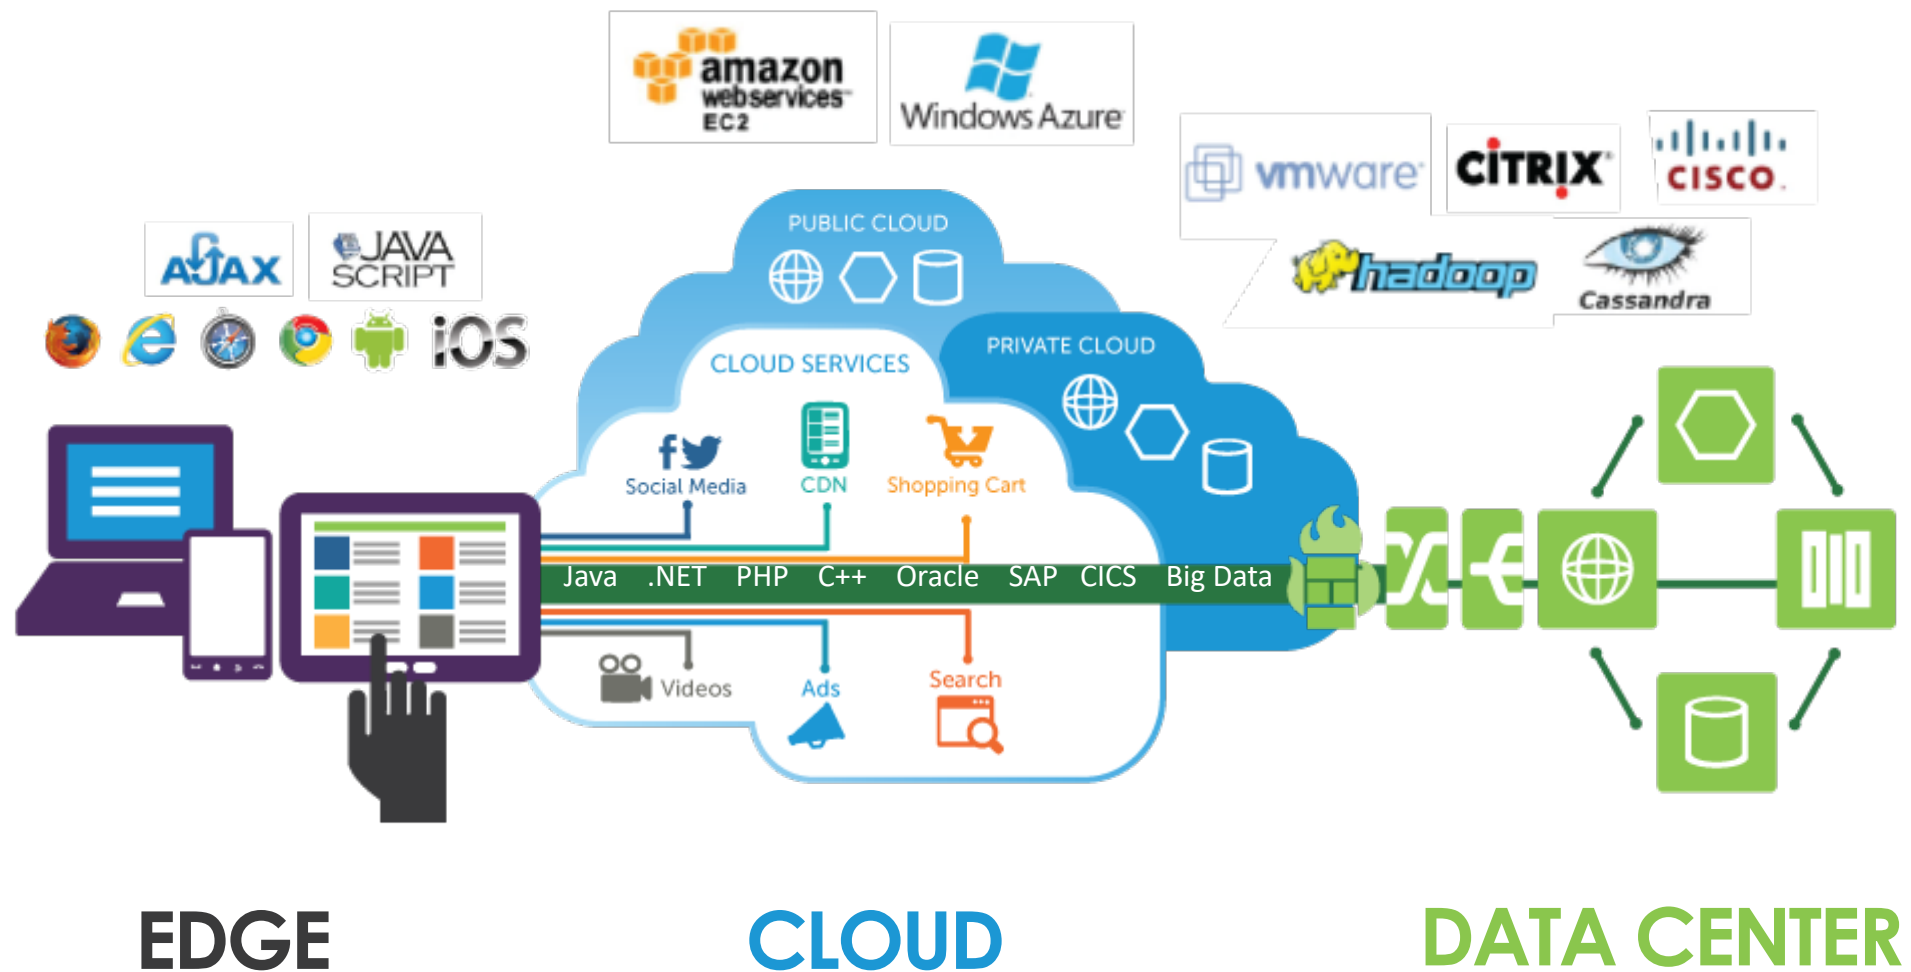 amazon
webservices™
EC2
Windows Azure
vmware
CiTRIX
CISCO
AJAX
JAVA
SCRIPT
hadoop
Cassandra
iOS
PUBLIC CLOUD
PRIVATE CLOUD
CLOUD SERVICES
Social Media
CDN
Shopping Cart
Java .NET PHP C++ Oracle SAP CICS Big Data
Videos
Ads
Search
EDGE
CLOUD
DATA CENTER